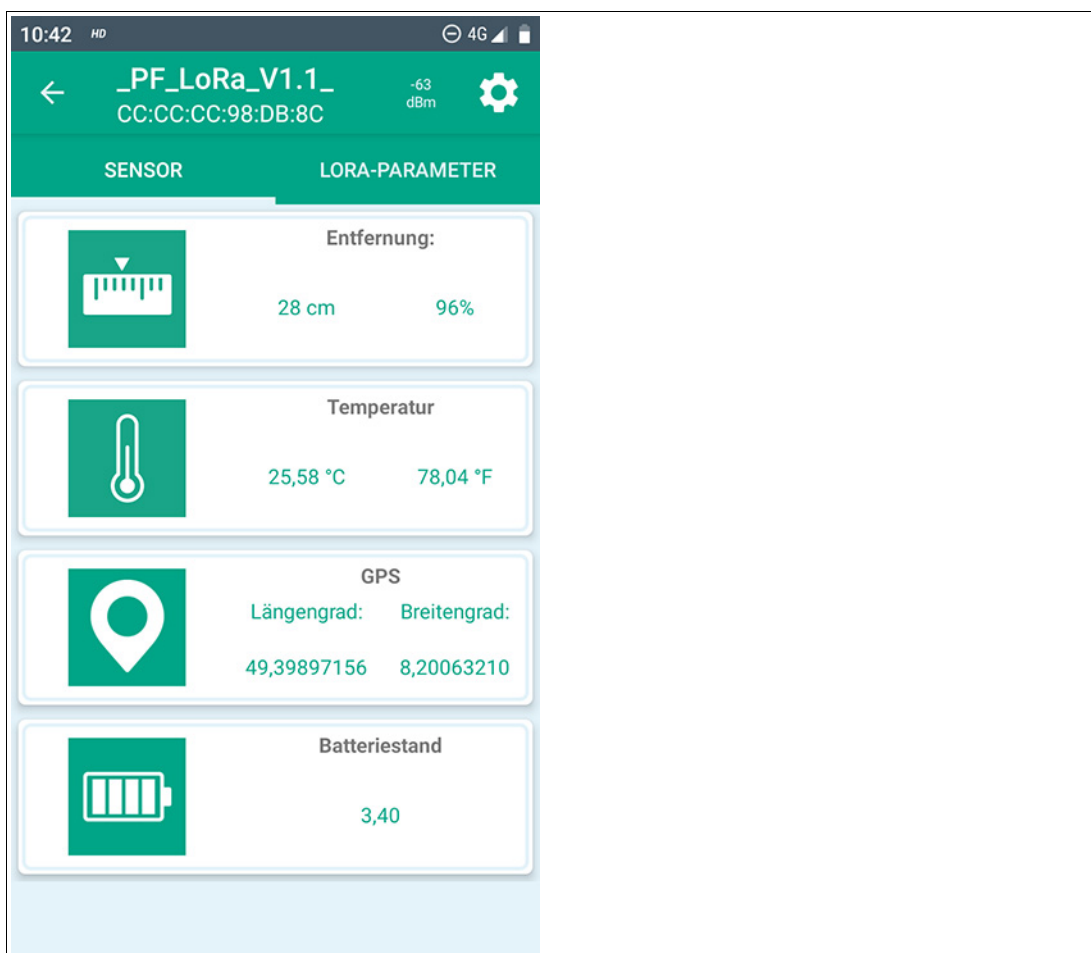 10:42 HD 4G
_PF_LoRa_V1.1_
-63
dBm
CC:CC:CC:98:DB:8C
SENSOR LORA-PARAMETER
Entfernung:
28 cm 96%
Temperatur
25,58 °C 78,04 °F
GPS
Längengrad: Breitengrad:
49,39897156 8,20063210
Batteriestand
3,40